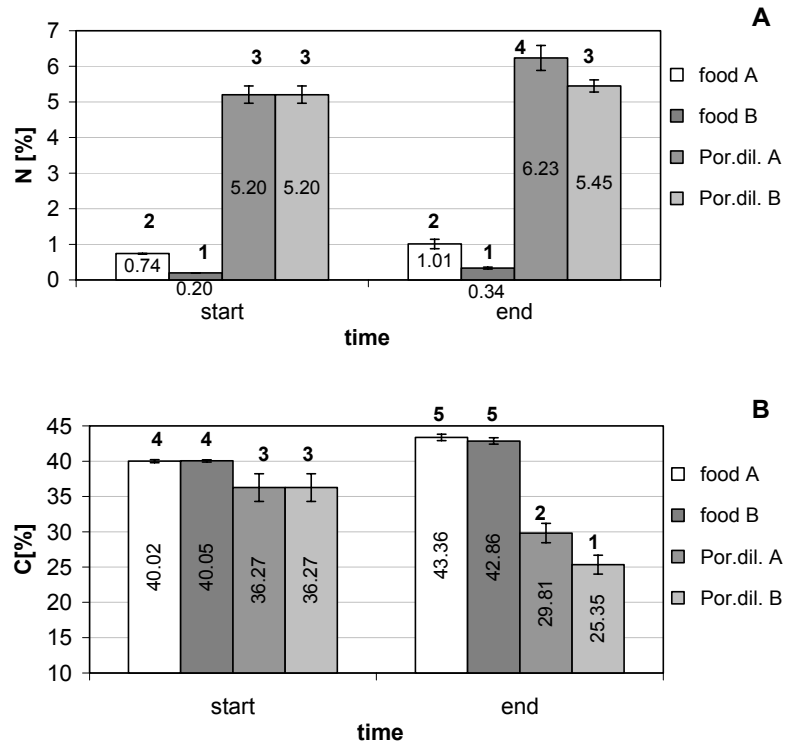 A
N [%]
7
6
5
4
3
2
1
0
2
1
3
3
2
1
4
3
0.74
0.20
5.20
5.20
1.01
0.34
6.23
5.45
start
end
time
food A
food B
Por.dil. A
Por.dil. B
B
C[%]
45
40
35
30
25
20
15
10
4
4
3
3
5
5
2
1
40.02
40.05
36.27
36.27
43.36
42.86
29.81
25.35
start
end
time
food A
food B
Por.dil. A
Por.dil. B